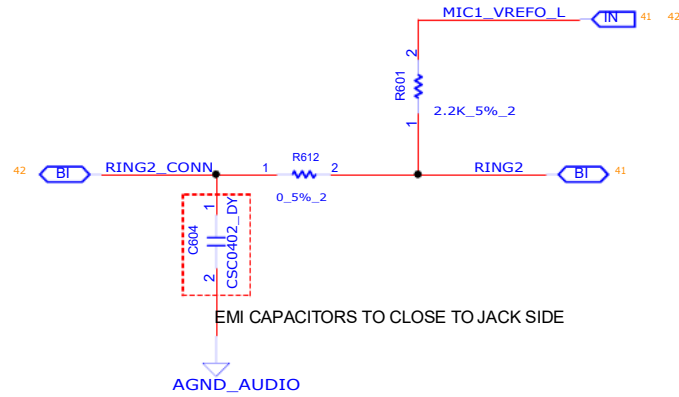 MIC1_VREFO_L
IN
41 42
2
R601
2.2K_5%_2
1
42
BI
RING2_CONN
1
R612
2
0_5%_2
RING2
BI
41
1
C604
CSC0402_DY
2
EMI CAPACITORS TO CLOSE TO JACK SIDE
AGND_AUDIO